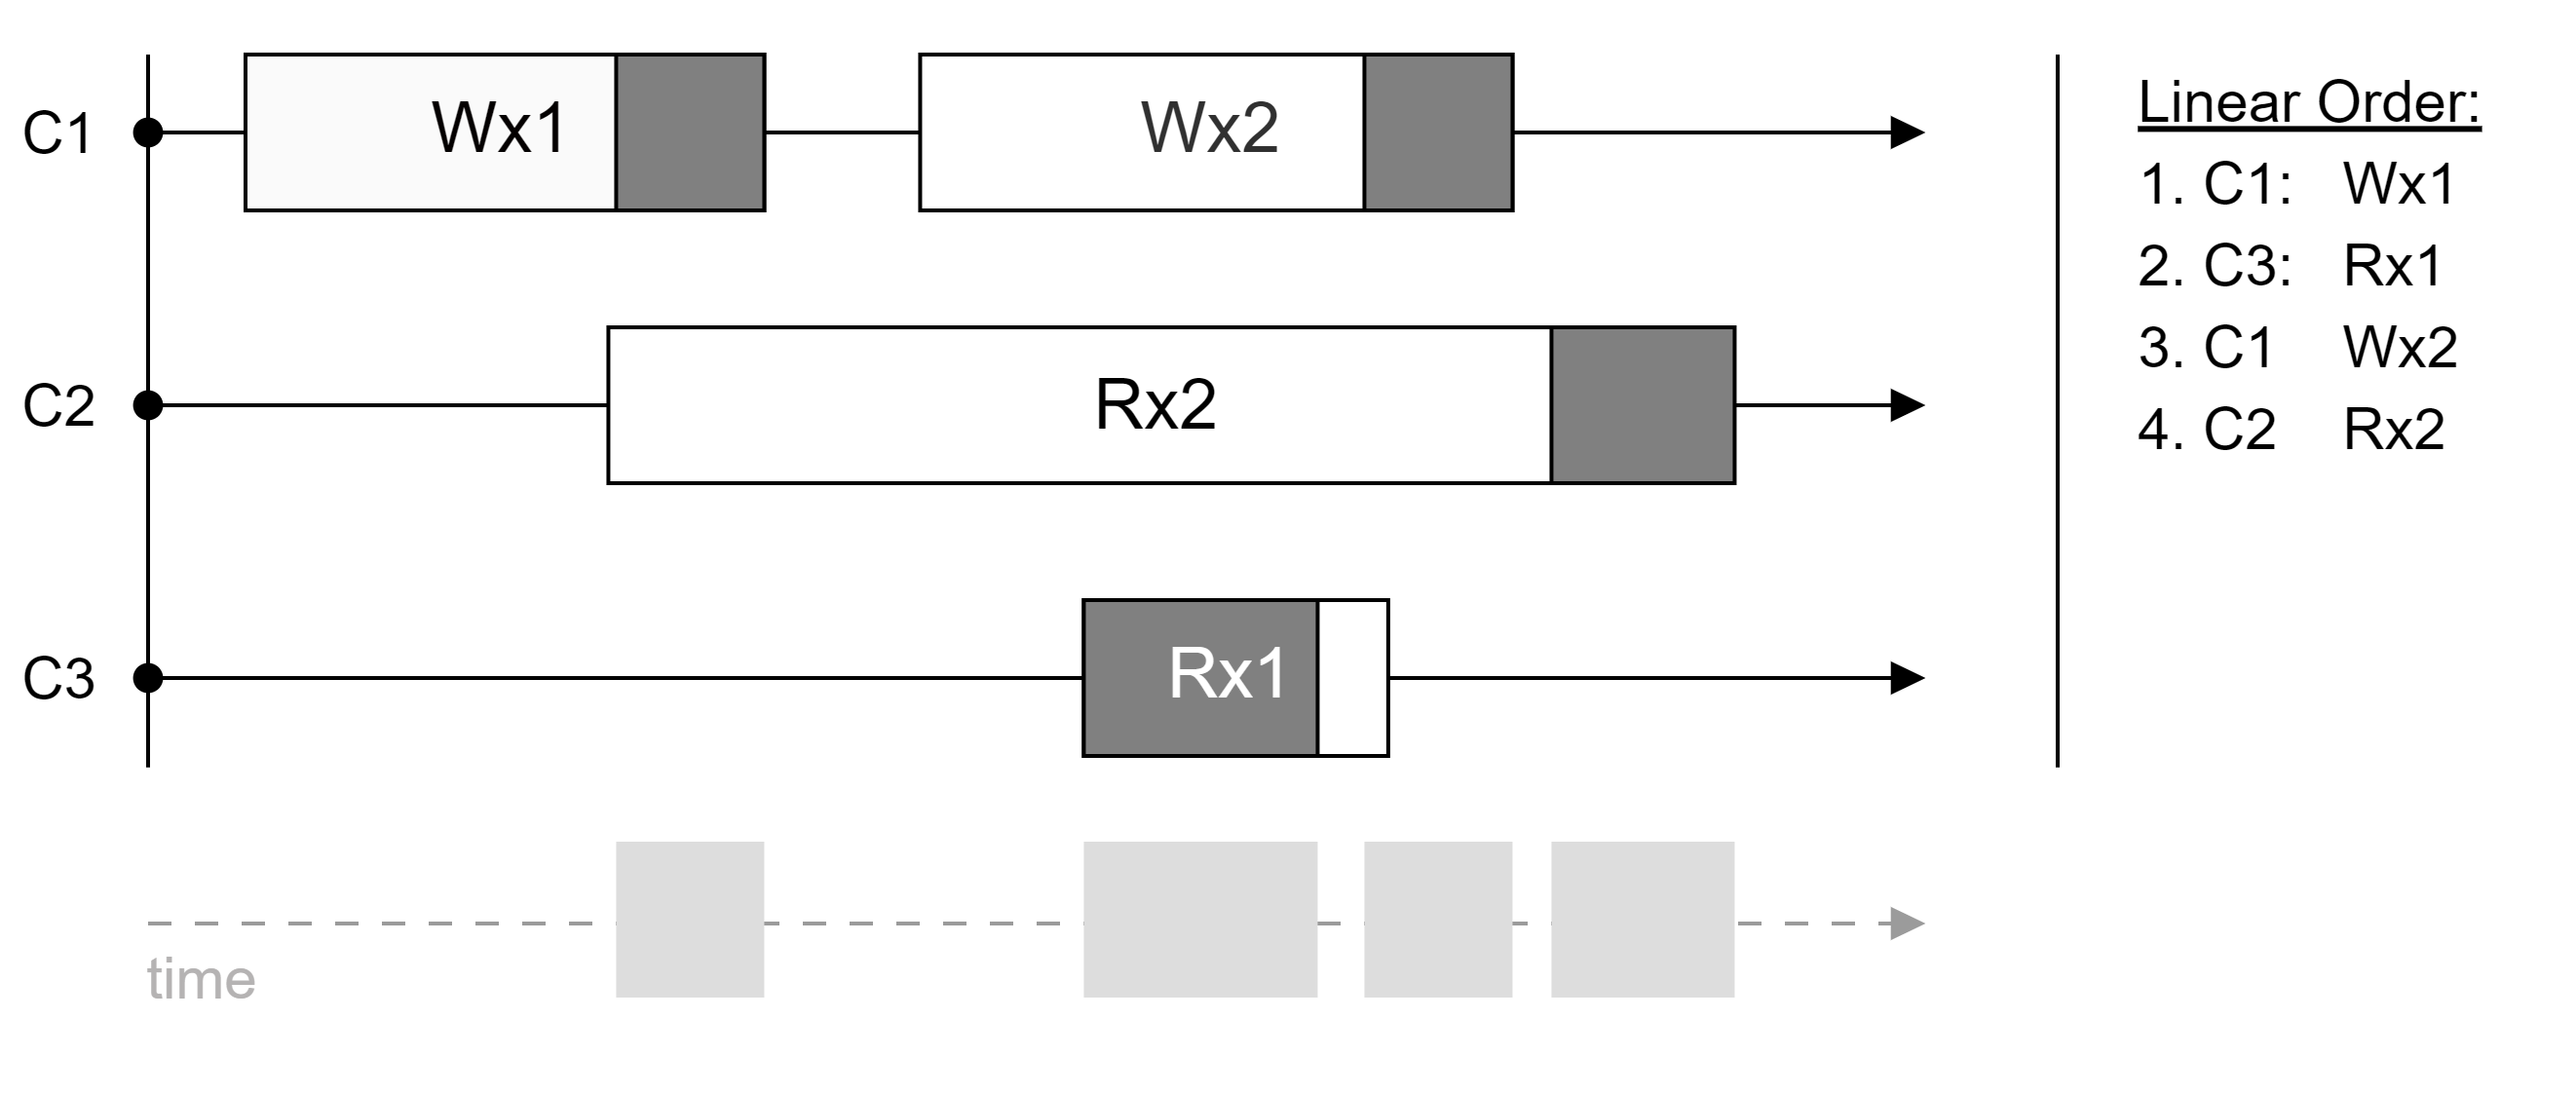 C1
Wx1
Wx2
C2
Rx2
C3
Rx1
time
Linear Order:
1. C1: Wx1
2. C3: Rx1
3. C1 Wx2
4. C2 Rx2